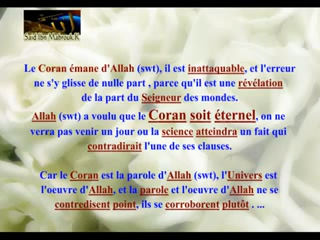 Saïd Ibn Mabrouk.K
Le Coran émane d'Allah (swt), il est inattaquable, et l'erreur
ne s'y glisse de nulle part , parce qu'il est une révélation
de la part du Seigneur des mondes.
Allah (swt) a voulu que le Coran soit éternel, on ne
verra pas venir un jour ou la science atteindra un fait qui
contradirait l'une de ses clauses.
Car le Coran est la parole d'Allah (swt), l'Univers est
l'oeuvre d'Allah, et la parole et l'oeuvre d'Allah ne se
contredisent point, ils se corroborent plutôt . ...